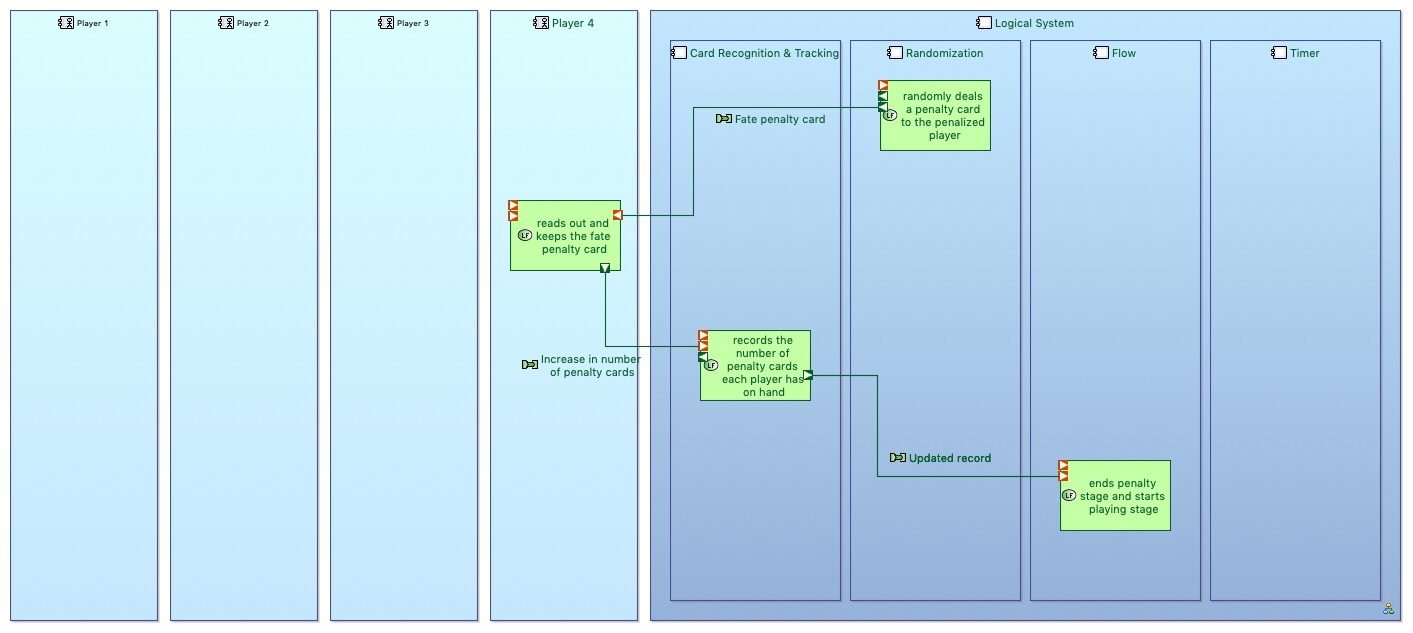 Player 1
Player 2
Player 3
Player 4
Logical System
Card Recognition & Tracking
Randomization
Flow
Timer
randomly deals
a penalty card
to the penalized
player
LF
Fate penalty card
reads out and
keeps the fate
penalty card
LF
Increase in number
of penalty cards
records the
number of
penalty cards
each player has
on hand
LF
Updated record
ends penalty
stage and starts
playing stage
LF